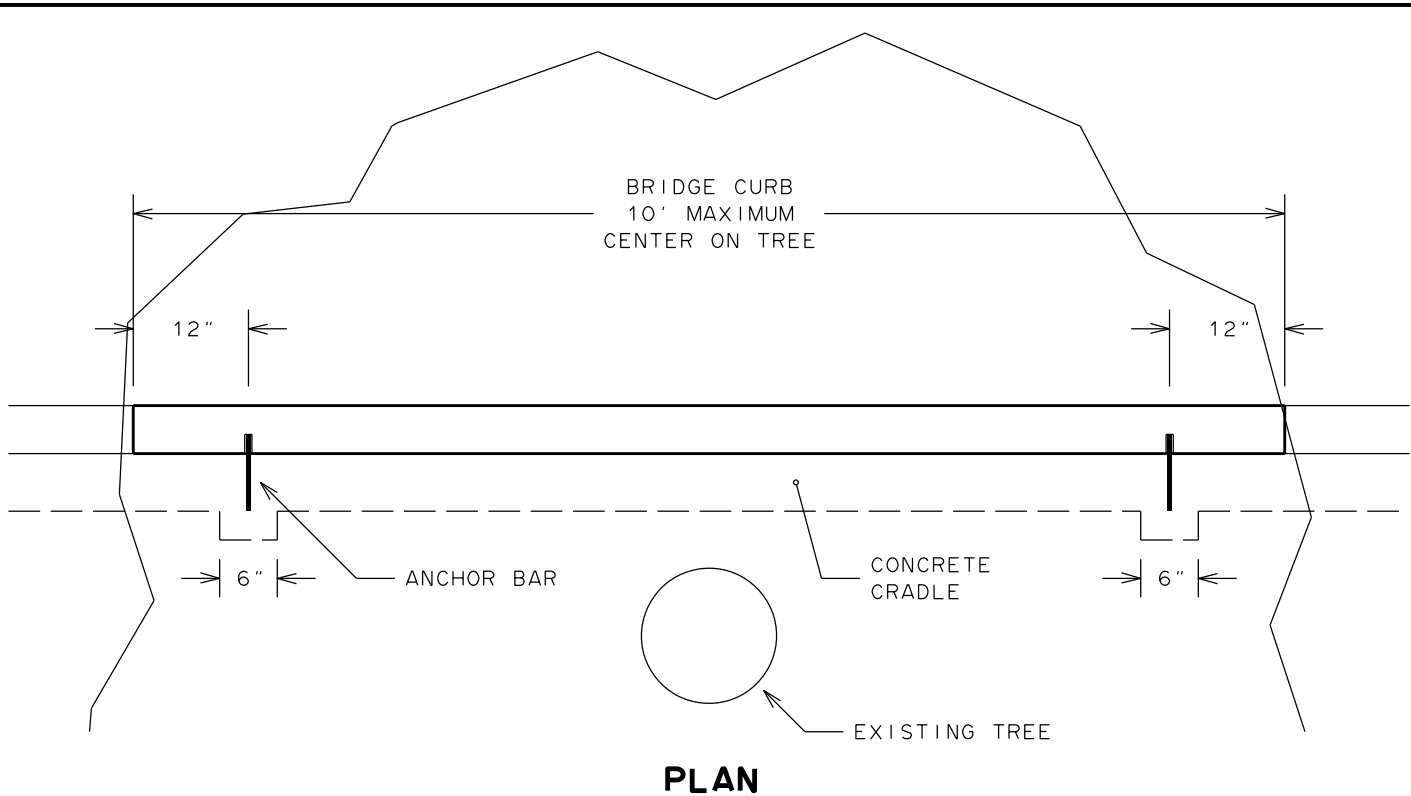 BRIDGE CURB
10' MAXIMUM
CENTER ON TREE
12"
12"
6"
ANCHOR BAR
CONCRETE
CRADLE
6"
EXISTING TREE
PLAN